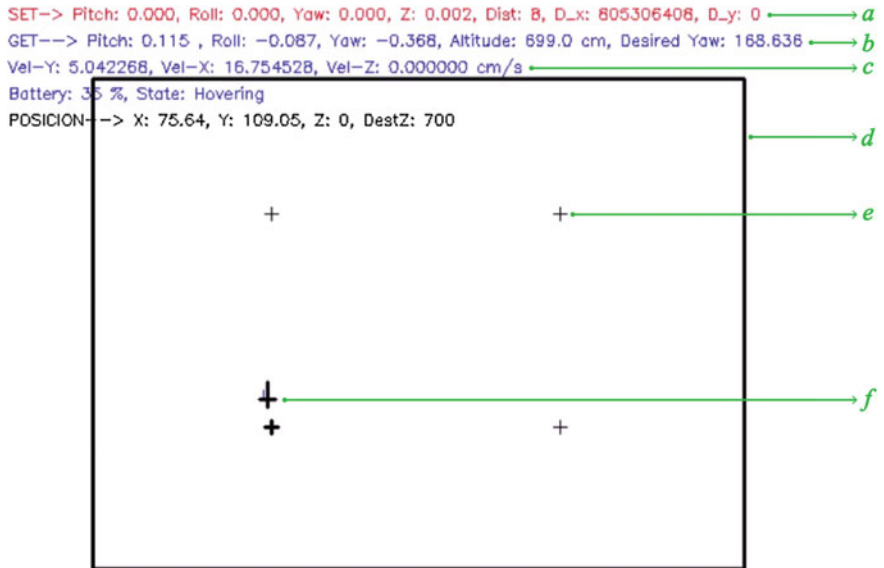 SET-> Pitch: 0.000, Roll: 0.000, Yaw: 0.000, Z: 0.002, Dist: 8, D_x: 805306408, D_y: 0 a
GET--> Pitch: 0.115 , Roll: -0.087, Yaw: -0.368, Altitude: 699.0 cm, Desired Yaw: 168.636 b
Vel-Y: 5.042268, Vel-X: 16.754528, Vel-Z: 0.000000 cm/s c
Battery: 35 %, State: Hovering
POSICION--> X: 75.64, Y: 109.05, Z: 0, DestZ: 700
d
e
f